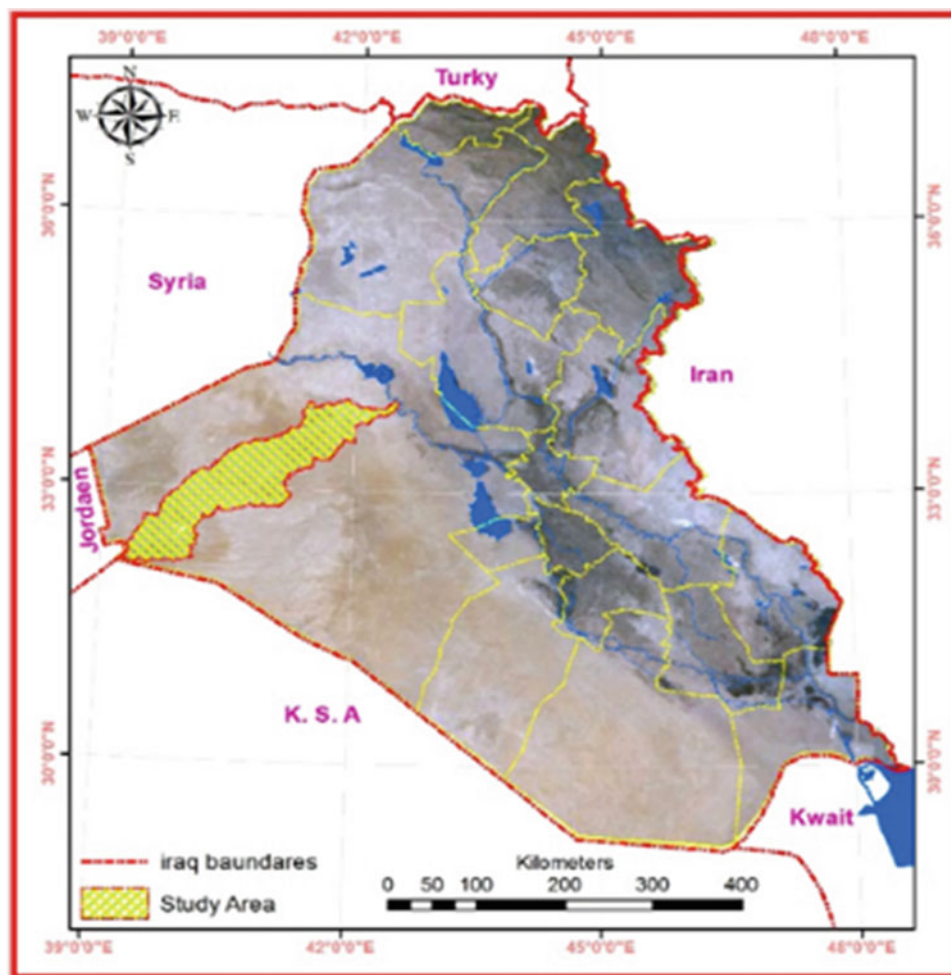 39°0'0"E 42°0'0"E 45°0'0"E 48°0'0"E
N
W E
S
Turky
36°0'0"N 36°0'0"N
Syria
Iran
33°0'0"N 33°0'0"N
Jordaen
K. S. A
30°0'0"N 30°0'0"N
Kwait
iraq baundares
Study Area
Kilometers
0 50 100 200 300 400
39°0'0"E 42°0'0"E 45°0'0"E 48°0'0"E